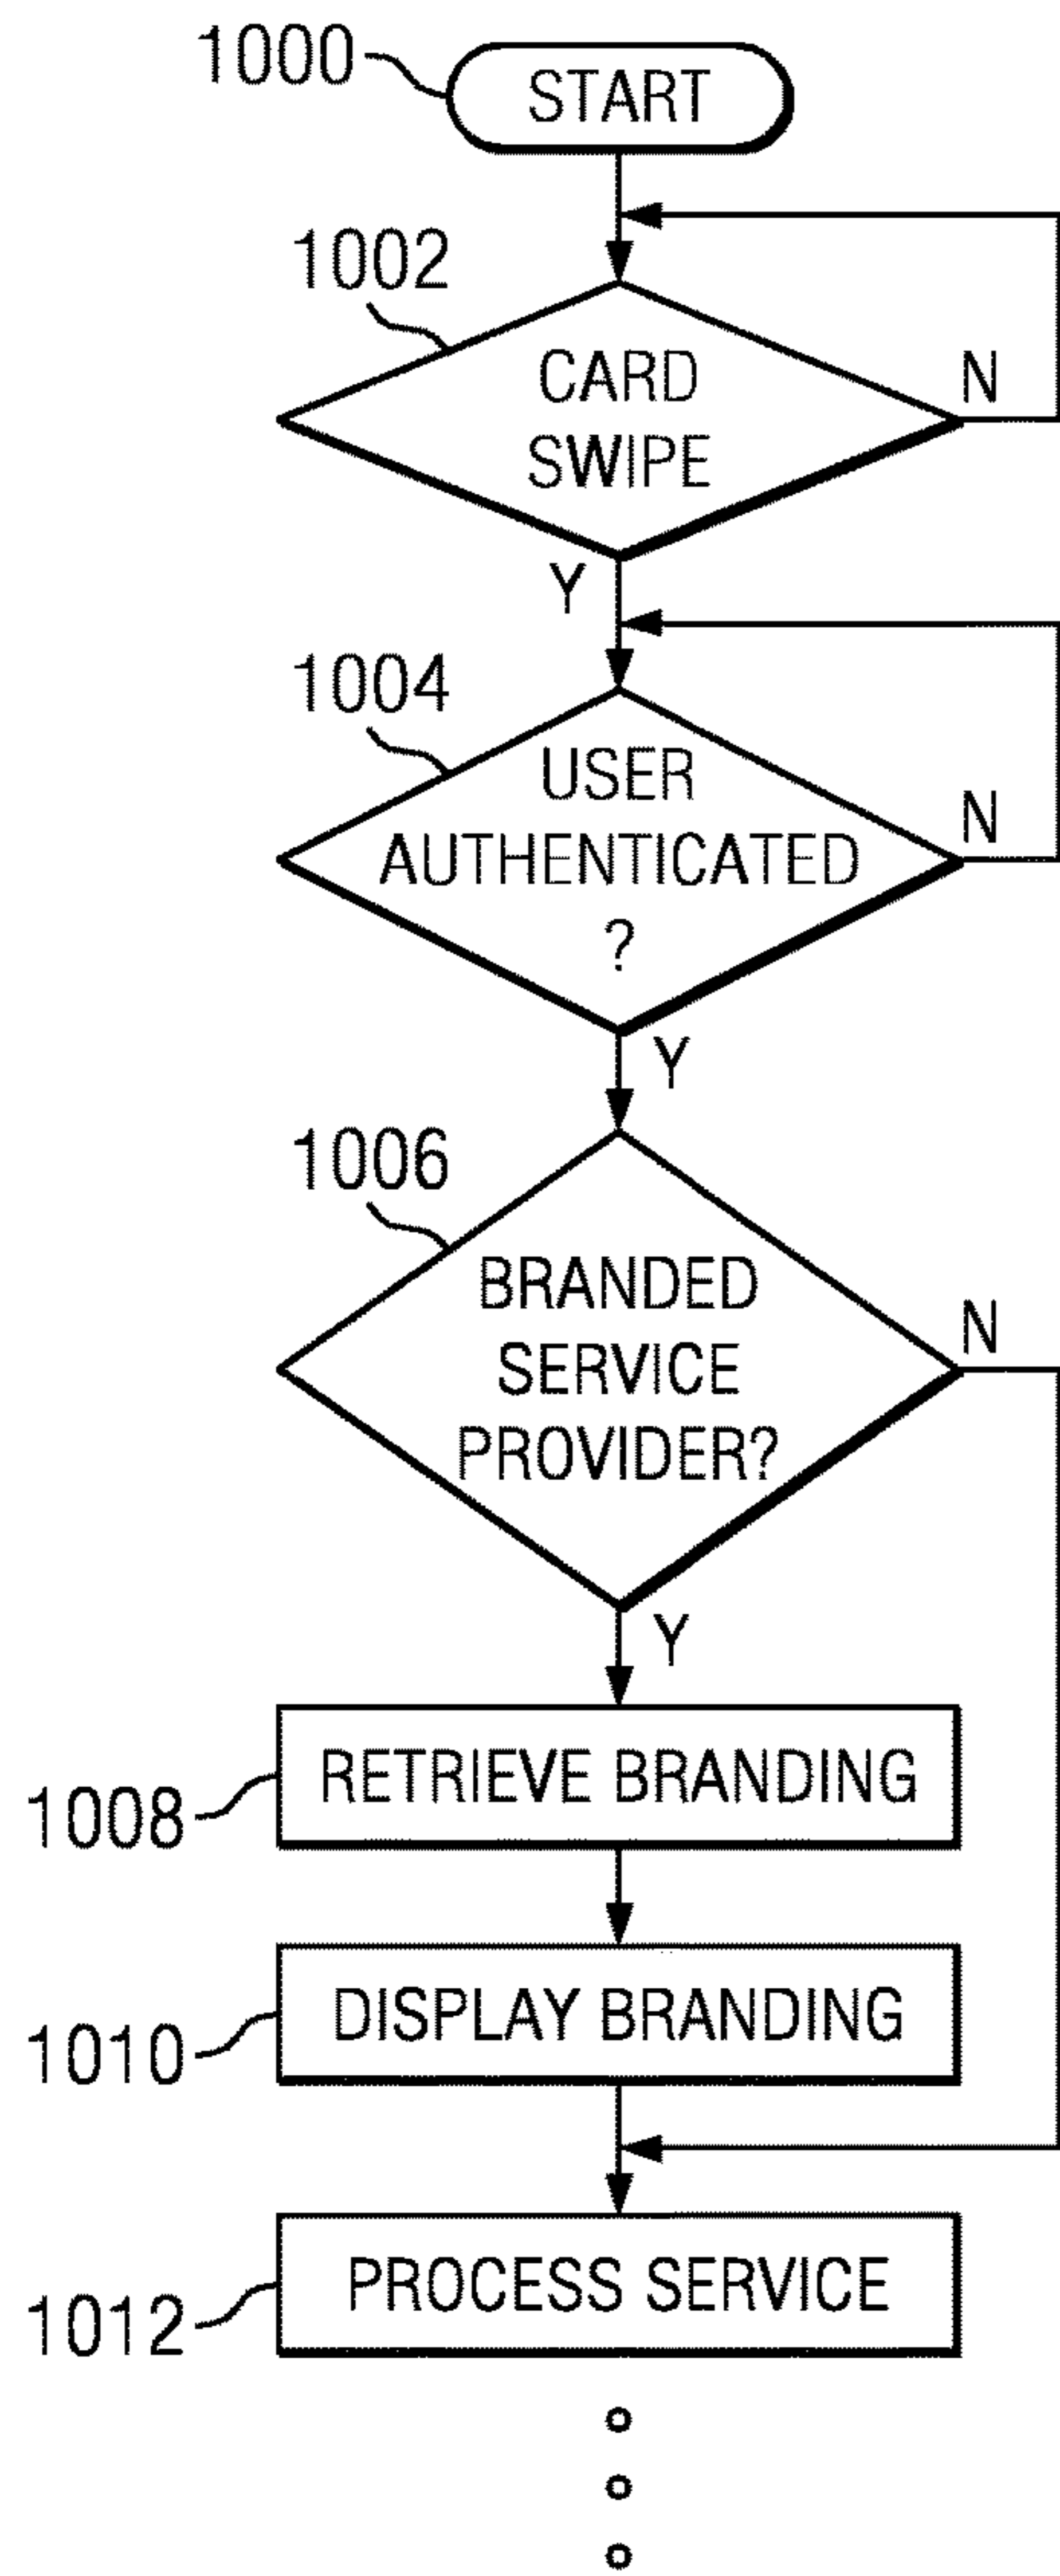 1000
START
1002
CARD
SWIPE
N
Y
1004
USER
AUTHENTICATED
?
N
Y
1006
BRANDED
SERVICE
PROVIDER?
N
Y
RETRIEVE BRANDING
1008
DISPLAY BRANDING
1010
PROCESS SERVICE
1012